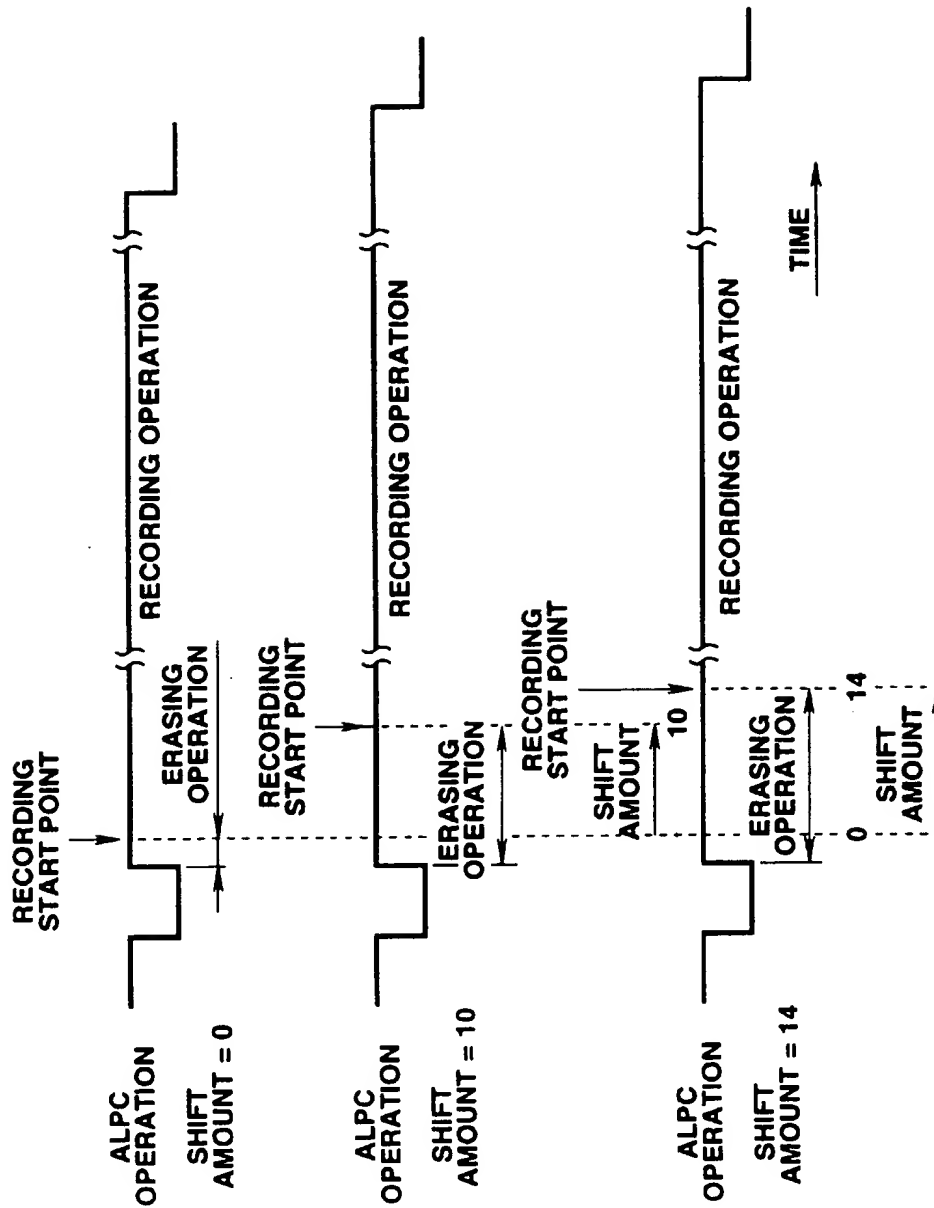 RECORDING
START POINT
ALPC
OPERATION
RECORDING OPERATION
ERASING
OPERATION
SHIFT
AMOUNT = 0
RECORDING
START POINT
ALPC
OPERATION
RECORDING OPERATION
ERASING
OPERATION
SHIFT
AMOUNT = 10
SHIFT
AMOUNT
10
RECORDING
START POINT
ALPC
OPERATION
RECORDING OPERATION
ERASING
OPERATION
SHIFT
AMOUNT = 14
0
14
SHIFT
AMOUNT
TIME